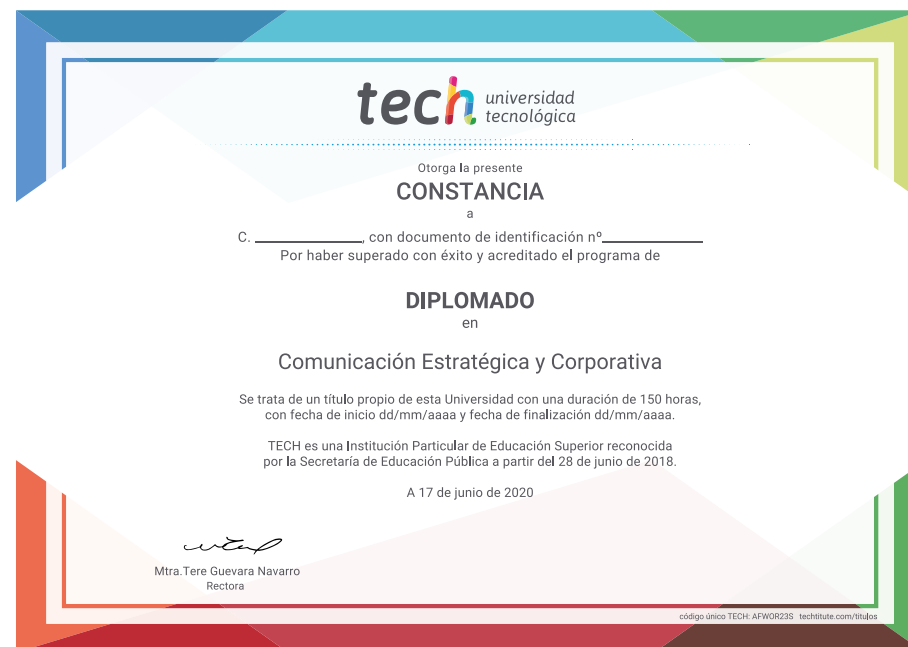 tech universidad
tecnológica
Otorga la presente
CONSTANCIA
a
C. ______________, con documento de identificación nº______________
Por haber superado con éxito y acreditado el programa de
DIPLOMADO
en
Comunicación Estratégica y Corporativa
Se trata de un título propio de esta Universidad con una duración de 150 horas,
con fecha de inicio dd/mm/aaaa y fecha de finalización dd/mm/aaaa.
TECH es una Institución Particular de Educación Superior reconocida
por la Secretaría de Educación Pública a partir del 28 de junio de 2018.
A 17 de junio de 2020
Mtra.Tere Guevara Navarro
Rectora
código único TECH: AFWOR23S techtitute.com/titulos